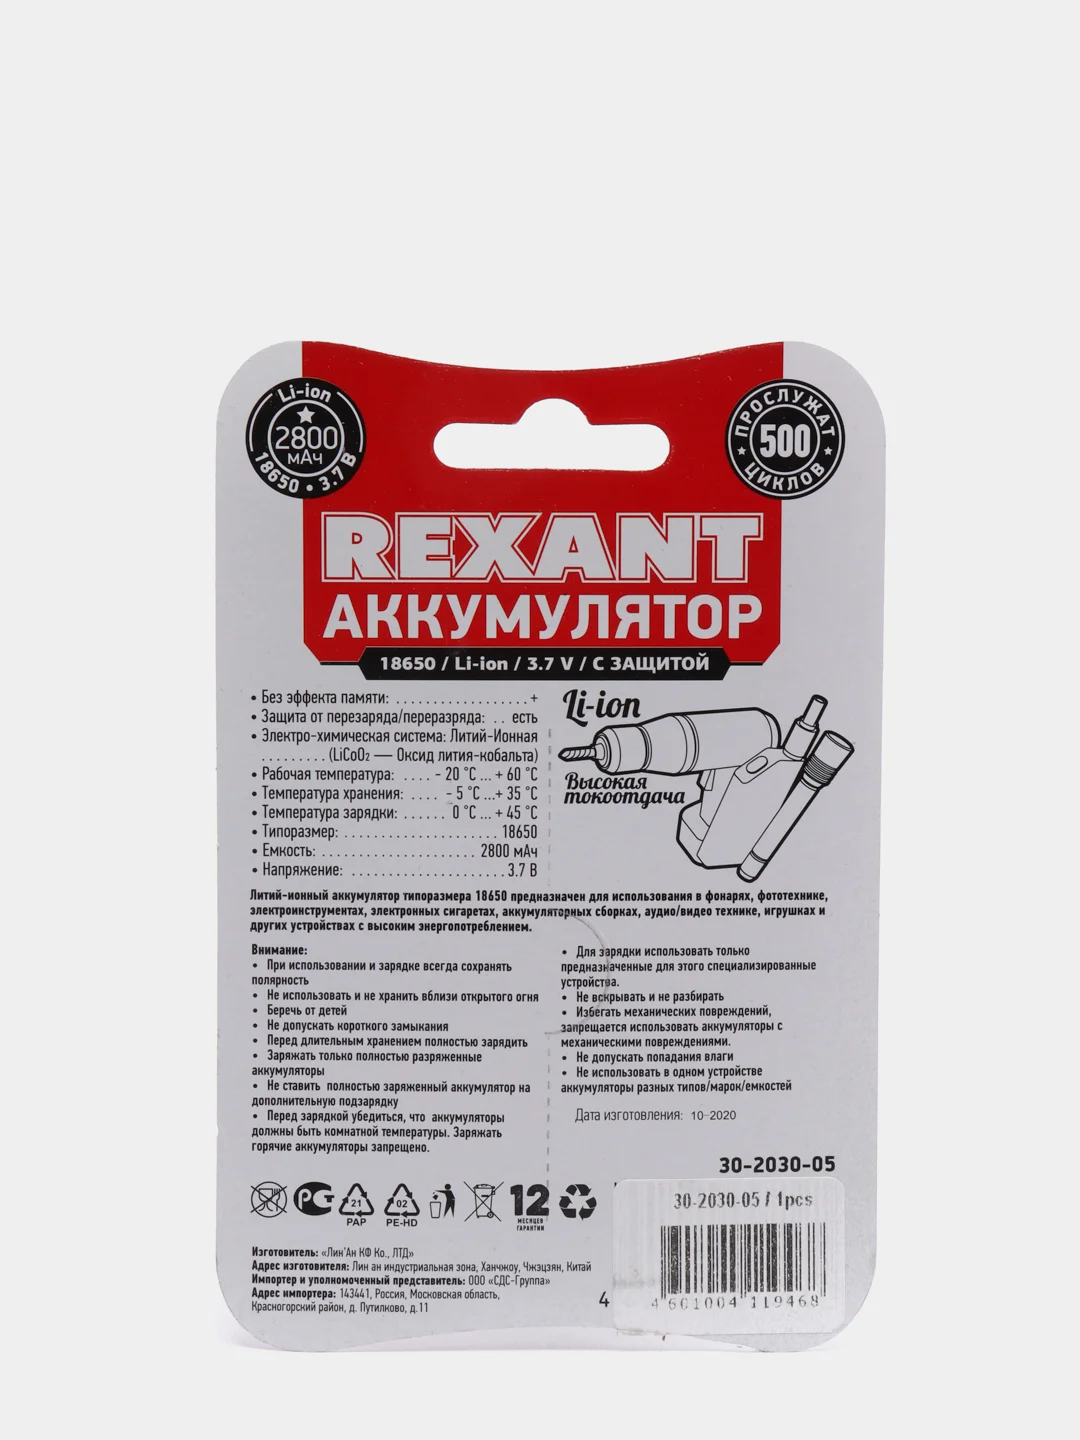 Li-ion
2800
мАч
18650 • 3.7 В
ПРОСЛУЖАТ
500
ЦИКЛОВ
REXANT
АККУМУЛЯТОР
18650 / Li-ion / 3.7 V / С ЗАЩИТОЙ
• Без эффекта памяти: . . . . . . . . . . . . . . . . . . +
• Защита от перезаряда/переразряда: . . есть
• Электро-химическая система: Литий-Ионная
. . . . . . . . . (LiCoO₂ — Оксид лития-кобальта)
• Рабочая температура: . . . . - 20 °C ... + 60 °C
• Температура хранения: . . . . - 5 °C ...+ 35 °C
• Температура зарядки: . . . . . . 0 °C ... + 45 °C
• Типоразмер: . . . . . . . . . . . . . . . . . . . . . 18650
• Емкость: . . . . . . . . . . . . . . . . . . . . . 2800 мАч
• Напряжение: . . . . . . . . . . . . . . . . . . . . . 3.7 В
Li-ion
Высокая
токоотдача
Литий-ионный аккумулятор типоразмера 18650 предназначен для использования в фонарях, фототехнике,
электроинструментах, электронных сигаретах, аккумуляторных сборках, аудио/видео технике, игрушках и
других устройствах с высоким энергопотреблением.
Внимание:
• При использовании и зарядке всегда сохранять
полярность
• Не использовать и не хранить вблизи открытого огня
• Беречь от детей
• Не допускать короткого замыкания
• Перед длительным хранением полностью зарядить
• Заряжать только полностью разряженные
аккумуляторы
• Не ставить полностью заряженный аккумулятор на
дополнительную подзарядку
• Перед зарядкой убедиться, что аккумуляторы
должны быть комнатной температуры. Заряжать
горячие аккумуляторы запрещено.
• Для зарядки использовать только
предназначенные для этого специализированные
устройства.
• Не вскрывать и не разбирать
• Избегать механических повреждений,
запрещается использовать аккумуляторы с
механическими повреждениями.
• Не допускать попадания влаги
• Не использовать в одном устройстве
аккумуляторы разных типов/марок/емкостей
Дата изготовления: 10-2020
30-2030-05
РСТ
21
PAP
02
PE-HD
12
МЕСЯЦЕВ
ГАРАНТИИ
Изготовитель: «Лин'Ан КФ Ко., ЛТД»
Адрес изготовителя: Лин ан индустриальная зона, Ханчжоу, Чжэцзян, Китай
Импортер и уполномоченный представитель: ООО «СДС-Группа»
Адрес импортера: 143441, Россия, Московская область,
Красногорский район, д. Путилково, д.11
30-2030-05 / 1pcs
4
4 601004 119468